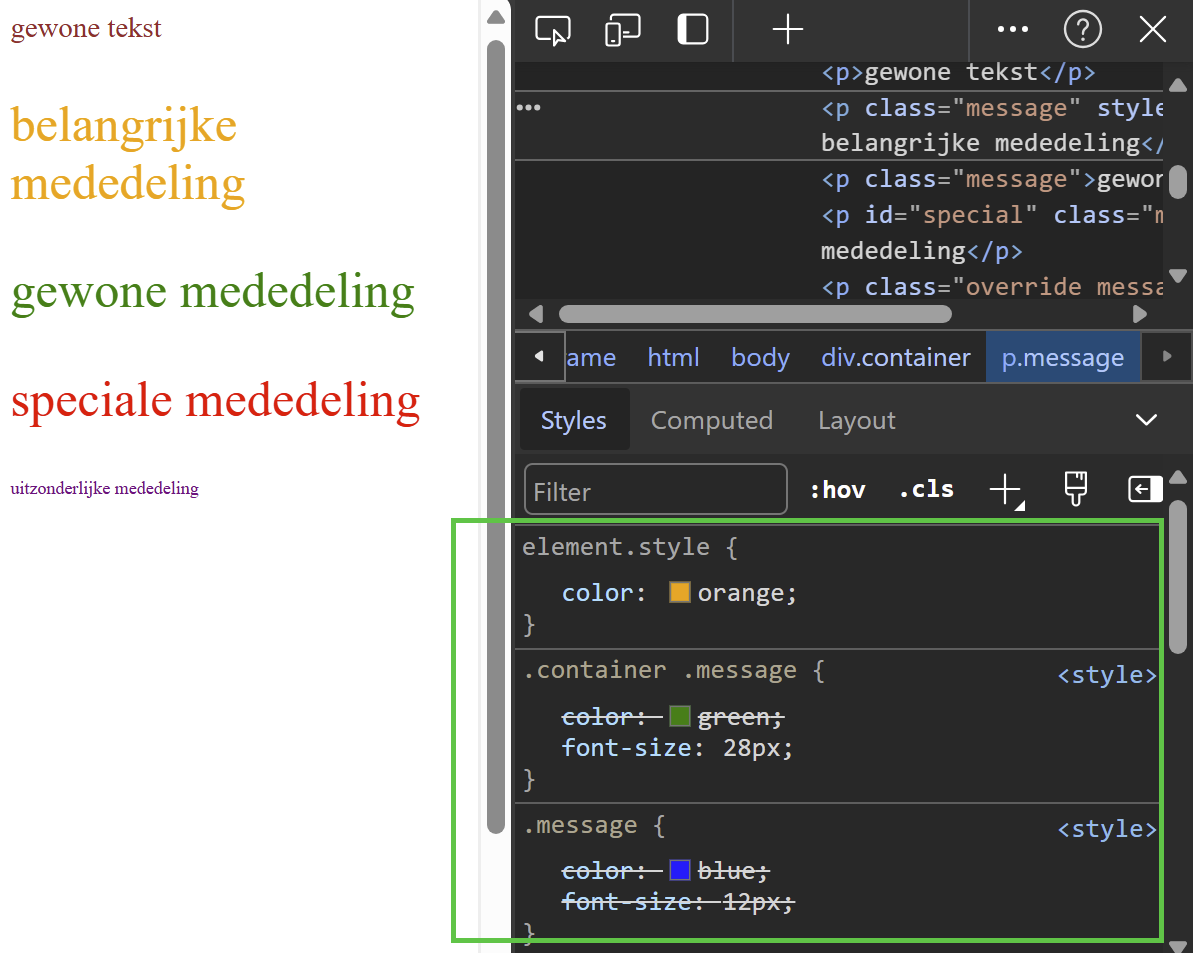 gewone tekst
belangrijke
mededeling
gewone mededeling
speciale mededeling
uitzonderlijke mededeling
<p>gewone tekst</p>
<p class="message" style
belangrijke mededeling</
<p class="message">gewon
<p id="special" class="m
mededeling</p>
<p class="override messa
ame html body div.container p.message
Styles Computed Layout
Filter :hov .cls
element.style {
color: orange;
}
.container .message { <style>
color: green;
font-size: 28px;
}
.message { <style>
color: blue;
font-size: 12px;
}